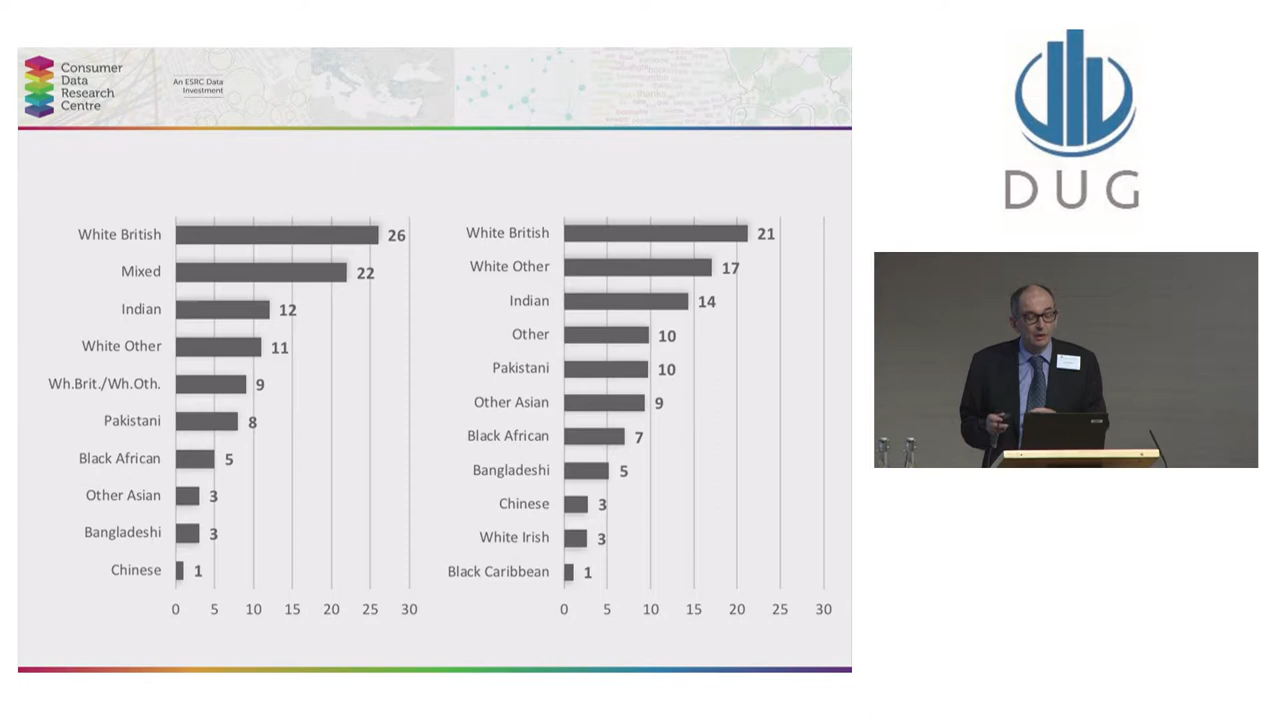 Consumer
Data
Research
Centre
An ESRC Data
Investment
White British 26
Mixed 22
Indian 12
White Other 11
Wh.Brit./Wh.Oth. 9
Pakistani 8
Black African 5
Other Asian 3
Bangladeshi 3
Chinese 1
0 5 10 15 20 25 30
White British 21
White Other 17
Indian 14
Other 10
Pakistani 10
Other Asian 9
Black African 7
Bangladeshi 5
Chinese 3
White Irish 3
Black Caribbean 1
0 5 10 15 20 25 30
DUG